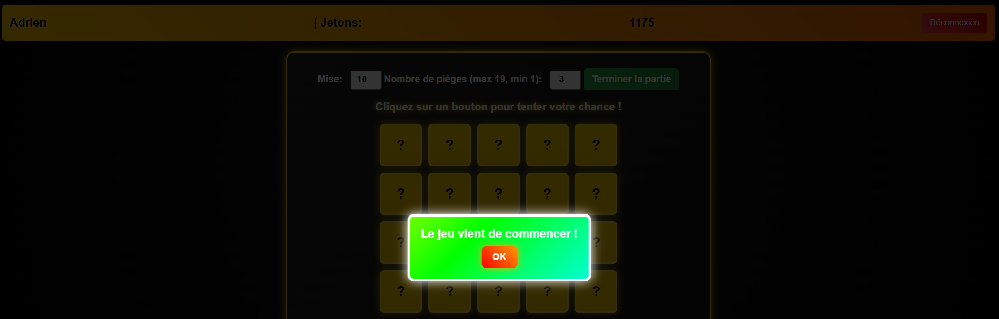 Adrien | Jetons: 1175 Déconnexion
Mise: 10 Nombre de pièges (max 19, min 1): 3 Terminer la partie
Cliquez sur un bouton pour tenter votre chance !
? ? ? ? ?
? ? ? ? ?
Le jeu vient de commencer !
? ?
OK
? ? ? ? ?